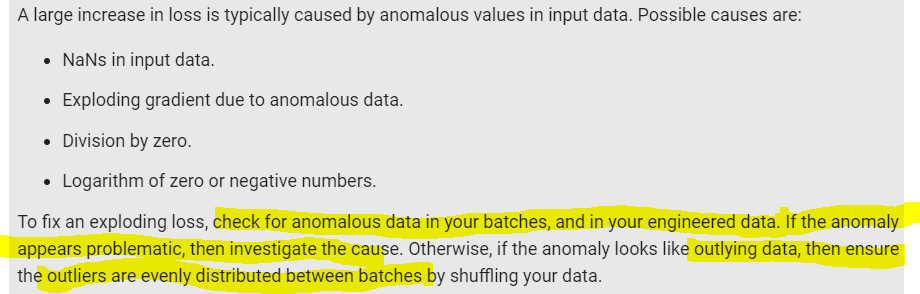 A large increase in loss is typically caused by anomalous values in input data. Possible causes are:
• NaNs in input data.
• Exploding gradient due to anomalous data.
• Division by zero.
• Logarithm of zero or negative numbers.
To fix an exploding loss, check for anomalous data in your batches, and in your engineered data. If the anomaly
appears problematic, then investigate the cause. Otherwise, if the anomaly looks like outlying data, then ensure
the outliers are evenly distributed between batches by shuffling your data.